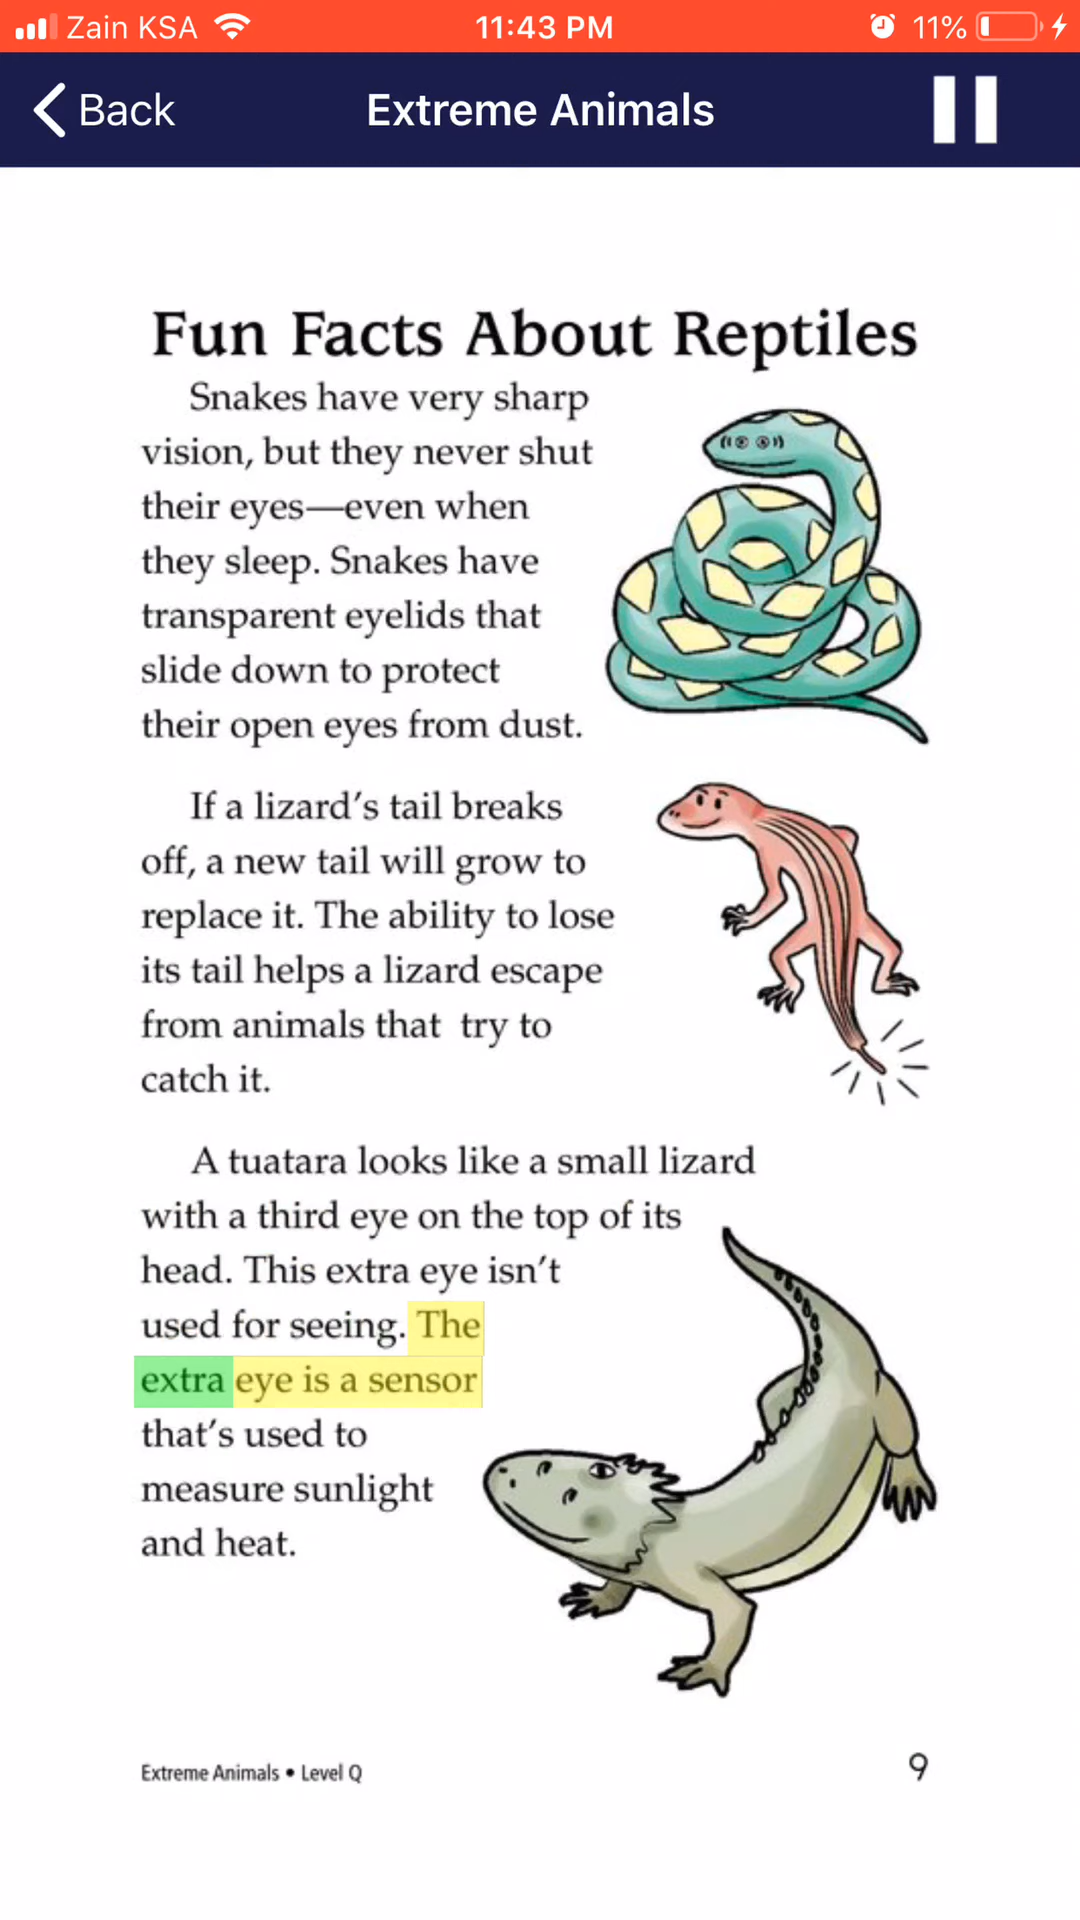 Zain KSA 11:43 PM 11%
Back Extreme Animals
Fun Facts About Reptiles
Snakes have very sharp
vision, but they never shut
their eyes—even when
they sleep. Snakes have
transparent eyelids that
slide down to protect
their open eyes from dust.
If a lizard's tail breaks
off, a new tail will grow to
replace it. The ability to lose
its tail helps a lizard escape
from animals that try to
catch it.
A tuatara looks like a small lizard
with a third eye on the top of its
head. This extra eye isn't
used for seeing. The
extra eye is a sensor
that's used to
measure sunlight
and heat.
Extreme Animals • Level Q 9